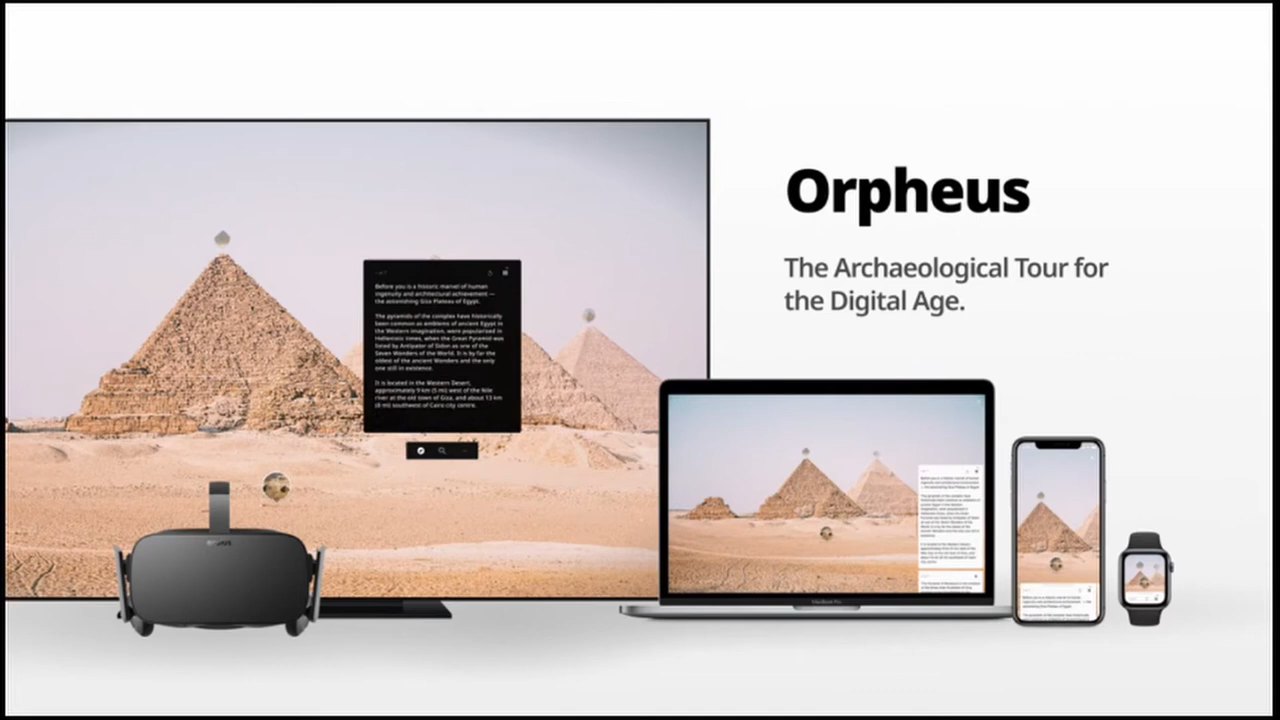 Orpheus
The Archaeological Tour for
the Digital Age.
Before you is a historic marvel of human
ingenuity and architectural achievement —
the astonishing Giza Plateau of Egypt.
The pyramids of the complex have historically
been common as emblems of ancient Egypt in
the Western imagination, were popularised in
Hellenistic times, when the Great Pyramid was
listed by Antipater of Sidon as one of the
Seven Wonders of the World. It is by far the
oldest of the ancient Wonders and the only
one still in existence.
It is located in the Western Desert,
approximately 9 km (5 mi) west of the Nile
river at the old town of Giza, and about 13 km
(8 mi) southwest of Cairo city centre.
oculus
MacBook Pro